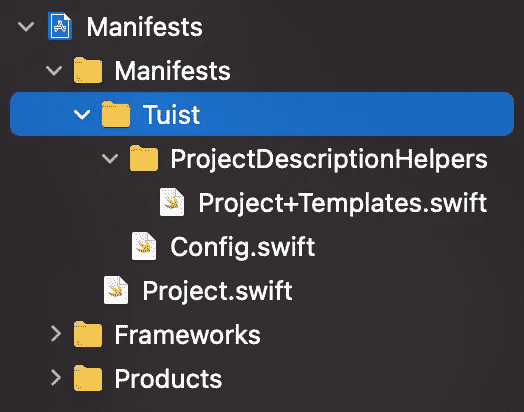 Manifests
Manifests
Tuist
ProjectDescriptionHelpers
Project+Templates.swift
Config.swift
Project.swift
Frameworks
Products